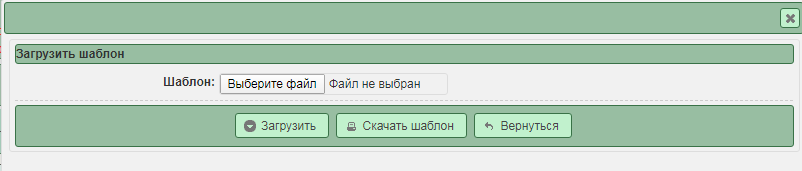 Загрузить шаблон
Шаблон: Выберите файл Файл не выбран
Загрузить Скачать шаблон Вернуться